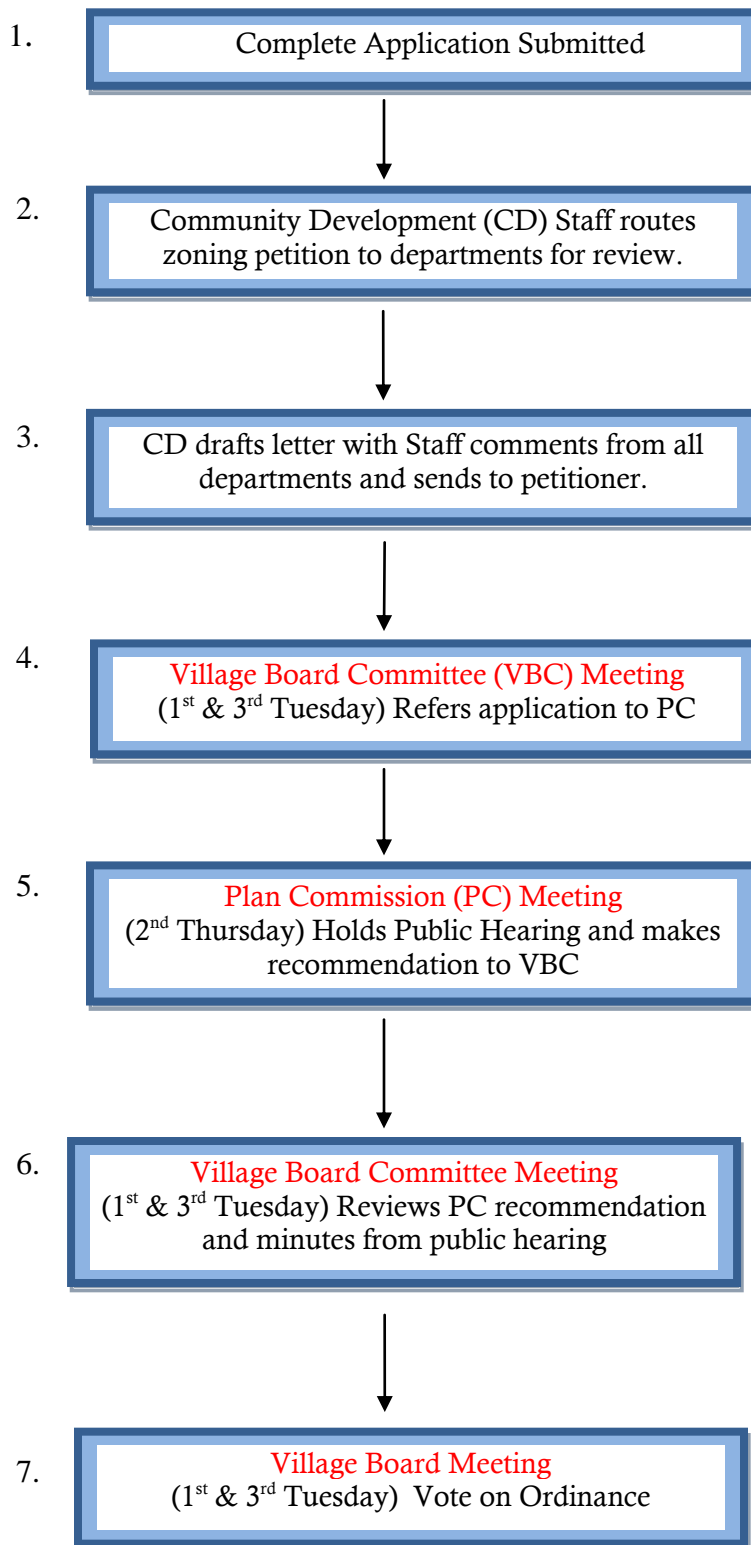 1.
Complete Application Submitted
2.
Community Development (CD) Staff routes
zoning petition to departments for review.
3.
CD drafts letter with Staff comments from all
departments and sends to petitioner.
4.
Village Board Committee (VBC) Meeting
(1st & 3rd Tuesday) Refers application to PC
5.
Plan Commission (PC) Meeting
(2nd Thursday) Holds Public Hearing and makes
recommendation to VBC
6.
Village Board Committee Meeting
(1st & 3rd Tuesday) Reviews PC recommendation
and minutes from public hearing
7.
Village Board Meeting
(1st & 3rd Tuesday)  Vote on Ordinance